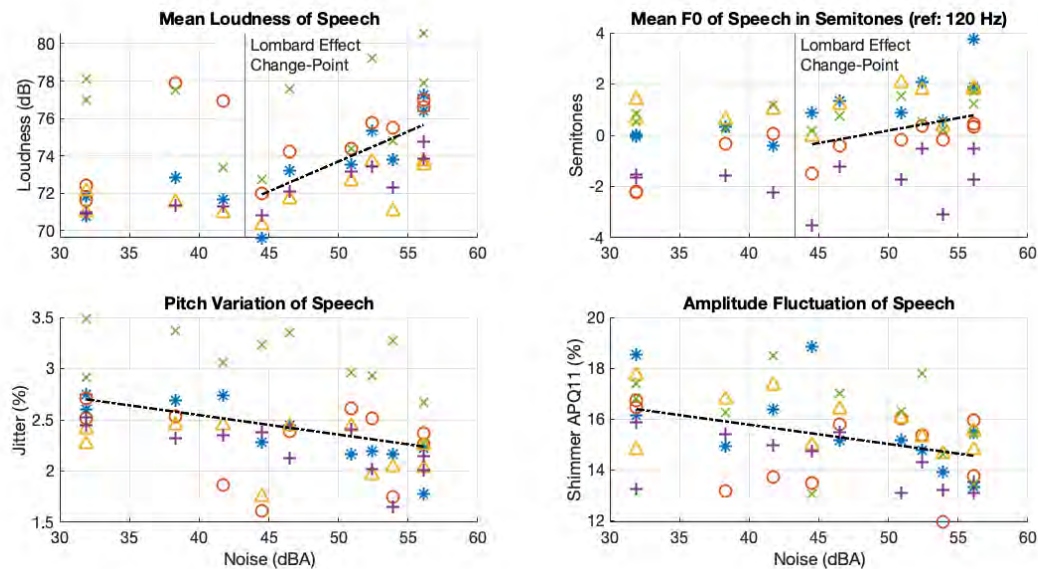 Mean Loudness of Speech
80
78
76
74
72
70
Loudness (dB)
Lombard Effect
Change-Point
30 35 40 45 50 55 60
Mean F0 of Speech in Semitones (ref: 120 Hz)
4
2
0
-2
-4
Semitones
Lombard Effect
Change-Point
30 35 40 45 50 55 60
Pitch Variation of Speech
3.5
3
2.5
2
1.5
Jitter (%)
30 35 40 45 50 55 60
Noise (dBA)
Amplitude Fluctuation of Speech
20
18
16
14
12
Shimmer APQ11 (%)
30 35 40 45 50 55 60
Noise (dBA)